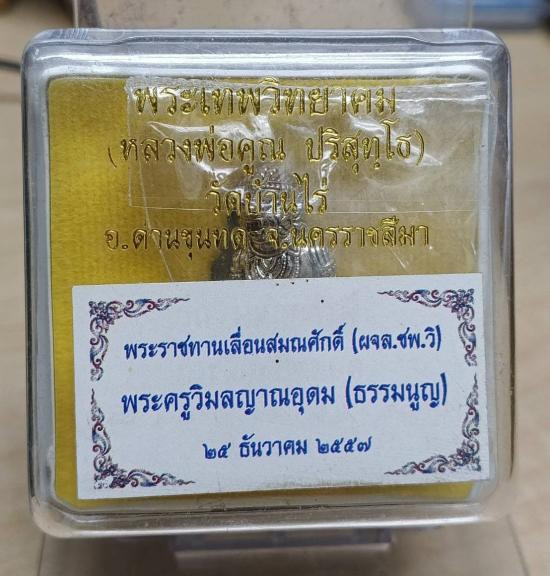 พระเทพวิทยาคม
(หลวงพ่อคูณ ปริสุทฺโธ)
วัดบ้านไร่
อ.ด่านขุนทด จ.นครราชสีมา
พระราชทานเลื่อนสมณศักดิ์ (ผจล.ชพ.วิ)
พระครูวิมลญาณอุดม (ธรรมนูญ)
๒๕ ธันวาคม ๒๕๕๗